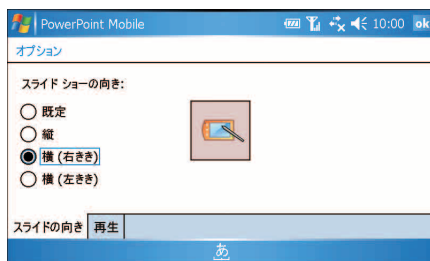 PowerPoint Mobile 10:00 ok
オプション
スライド ショーの向き:
既定
縦
横 (右きき)
横 (左きき)
スライドの向き 再生
あ